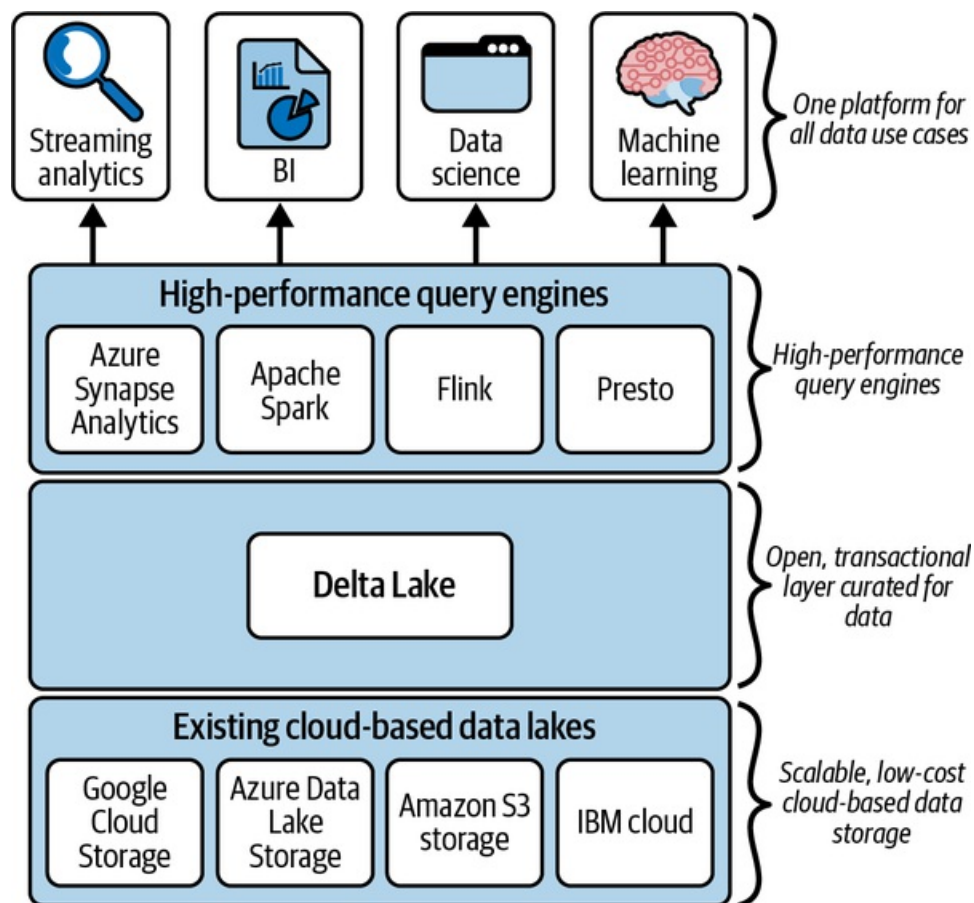 Streaming
analytics
BI
Data
science
Machine
learning
One platform for
all data use cases
High-performance query engines
Azure
Synapse
Analytics
Apache
Spark
Flink
Presto
High-performance
query engines
Delta Lake
Open, transactional
layer curated for
data
Existing cloud-based data lakes
Google
Cloud
Storage
Azure Data
Lake
Storage
Amazon S3
storage
IBM cloud
Scalable, low-cost
cloud-based data
storage